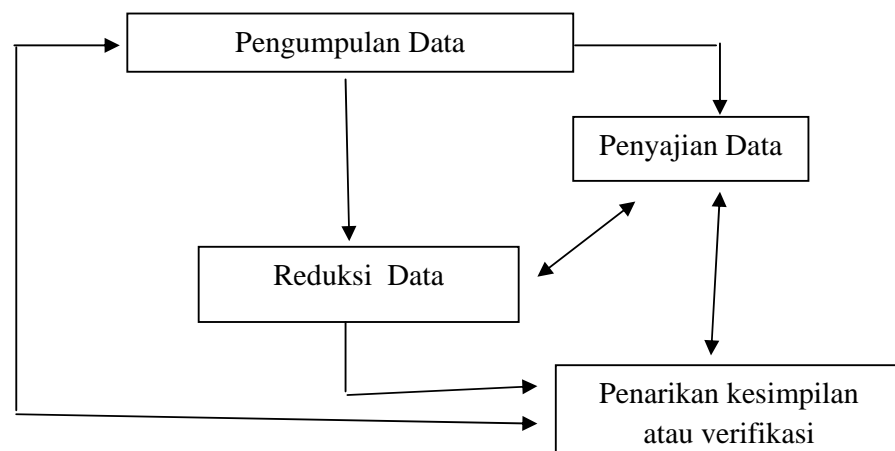 Pengumpulan Data
Penyajian Data
Reduksi  Data
Penarikan kesimpilan
atau verifikasi